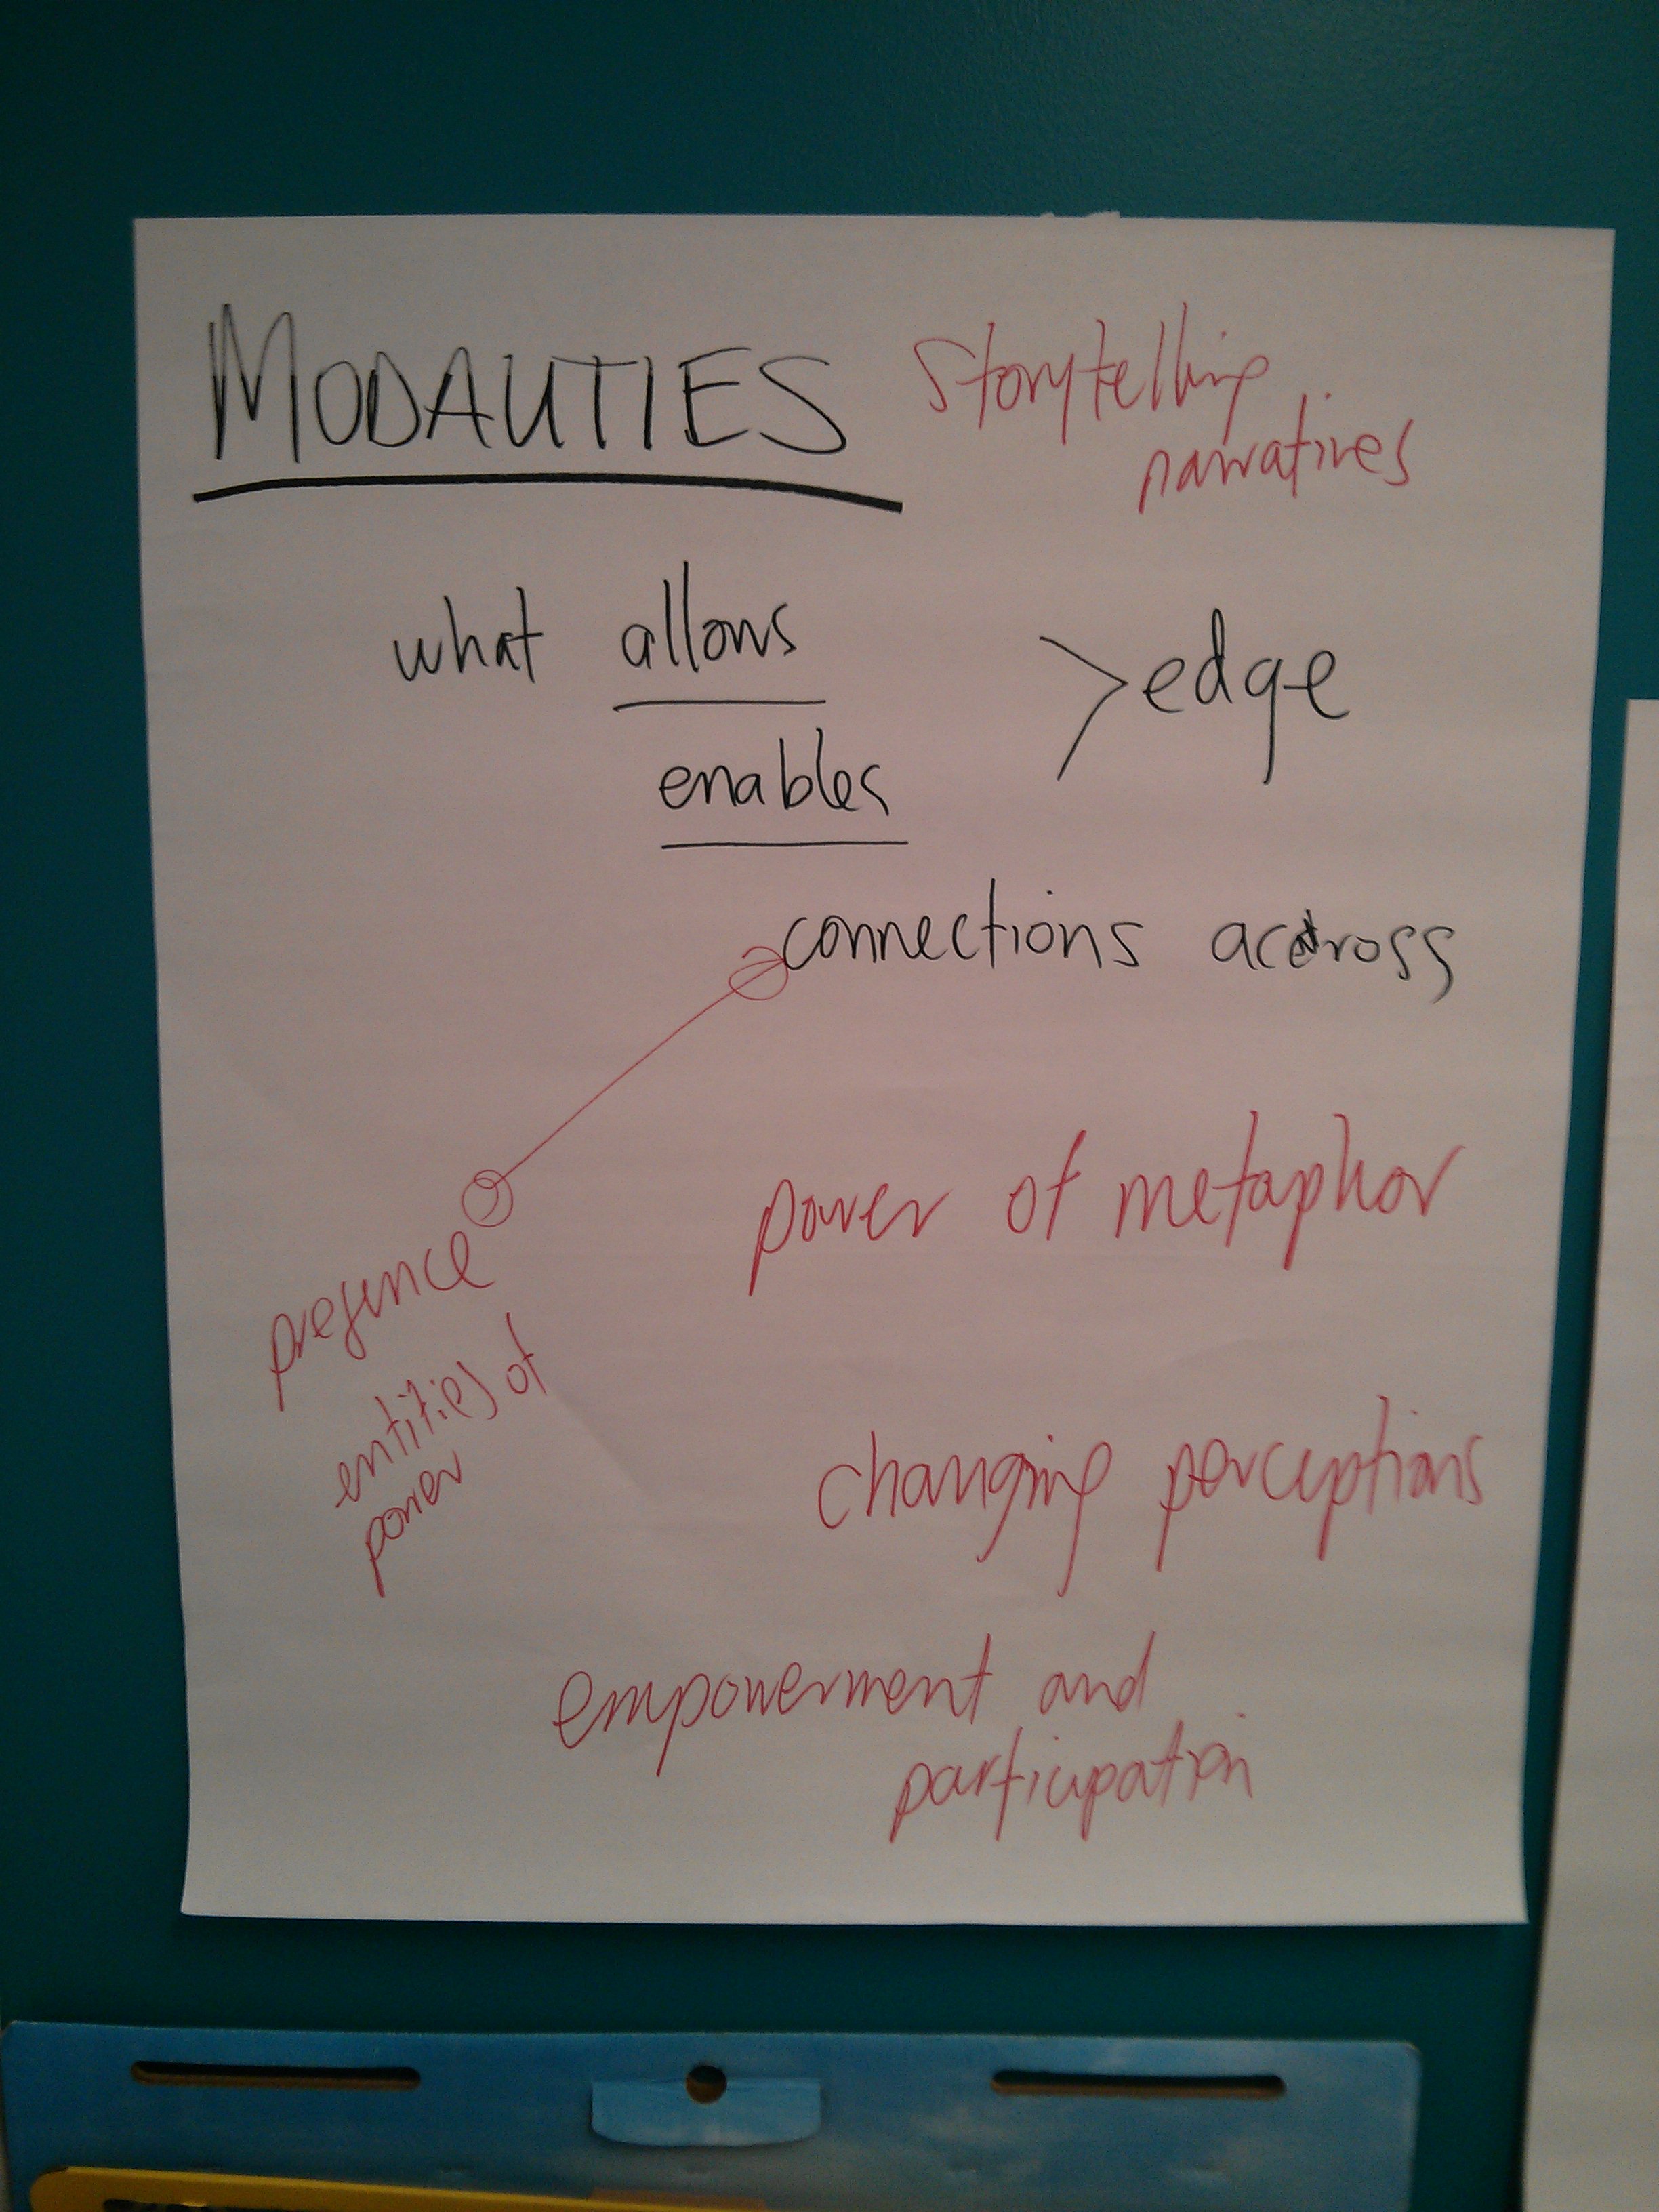 MODALITIES
Storytelling
narratives
what allows
enables
>edge
connections across
power of metaphor
presence
entities of
power
changing perceptions
empowerment and
participation